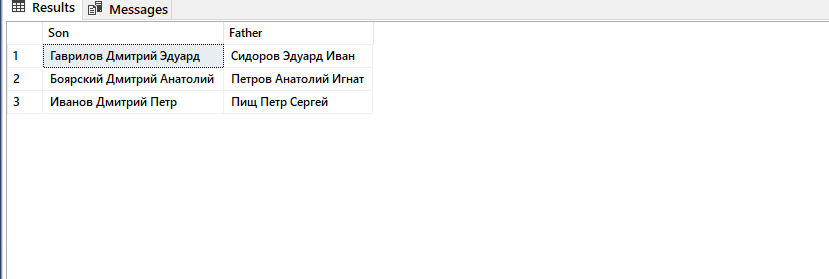 Results Messages
Son Father
1 Гаврилов Дмитрий Эдуард Сидоров Эдуард Иван
2 Боярский Дмитрий Анатолий Петров Анатолий Игнат
3 Иванов Дмитрий Петр Пищ Петр Сергей